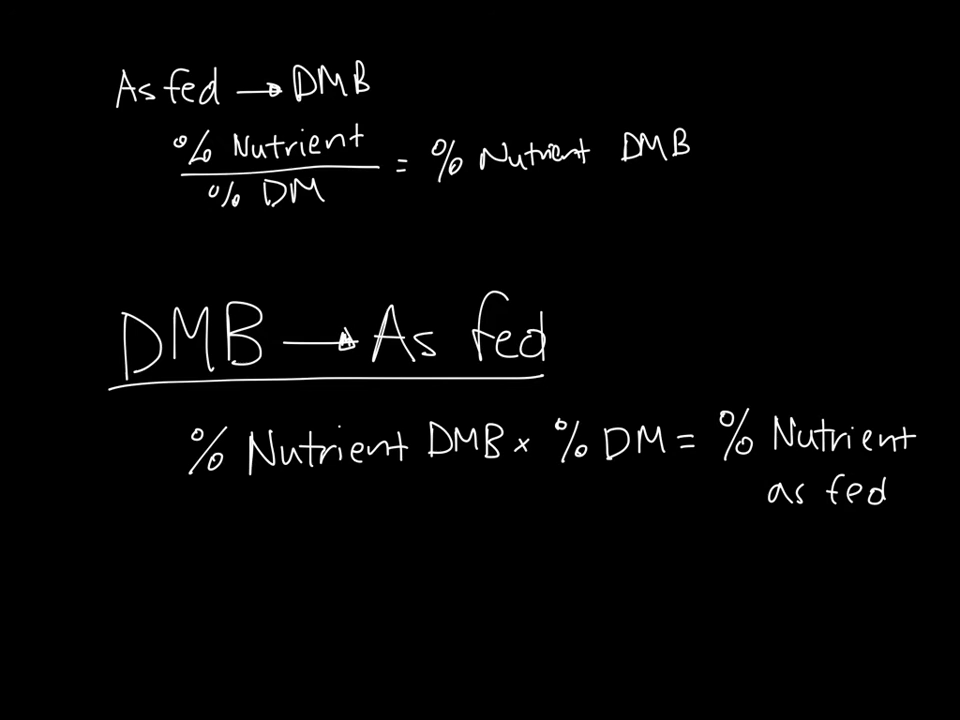 As fed → DMB
% Nutrient
% DM
= % Nutrient DMB
DMB → As fed
% Nutrient DMB × % DM = % Nutrient
as fed